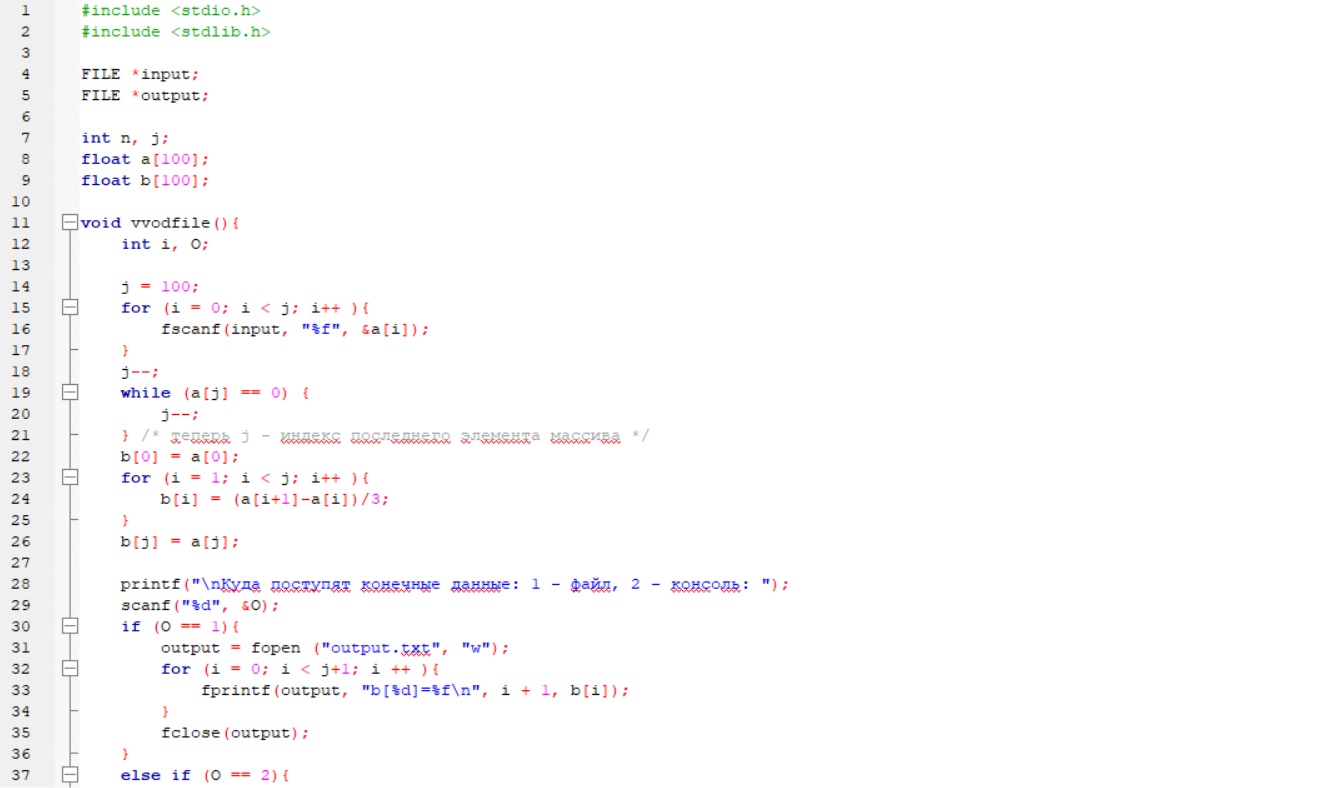 1 #include <stdio.h>
2 #include <stdlib.h>
3
4 FILE *input;
5 FILE *output;
6
7 int n, j;
8 float a[100];
9 float b[100];
10
11 void vvodfile(){
12 int i, O;
13
14 j = 100;
15 for (i = 0; i < j; i++ ){
16 fscanf(input, "%f", &a[i]);
17 }
18 j--;
19 while (a[j] == 0) {
20 j--;
21 } /* теперь j - индекс последнего элемента массива */
22 b[0] = a[0];
23 for (i = 1; i < j; i++ ){
24 b[i] = (a[i+1]-a[i])/3;
25 }
26 b[j] = a[j];
27
28 printf("\nКуда поступят конечные данные: 1 - файл, 2 - консоль: ");
29 scanf("%d", &O);
30 if (O == 1){
31 output = fopen ("output.txt", "w");
32 for (i = 0; i < j+1; i ++ ){
33 fprintf(output, "b[%d]=%f\n", i + 1, b[i]);
34 }
35 fclose(output);
36 }
37 else if (O == 2){